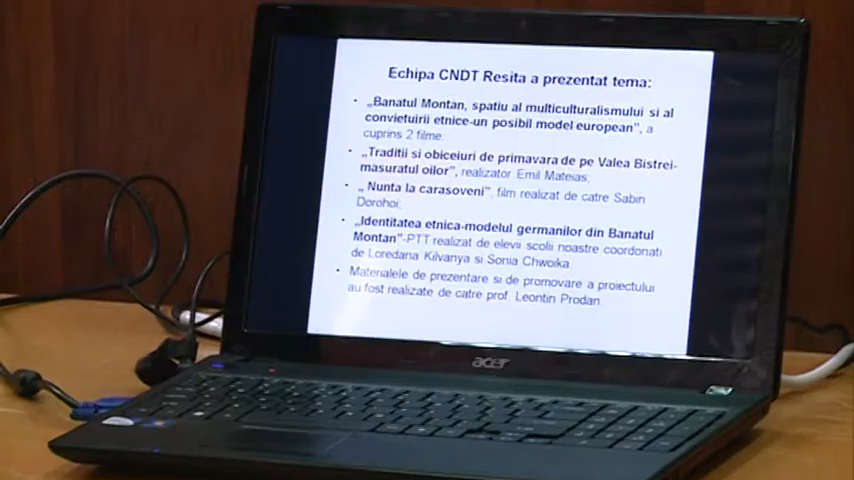 Echipa CNDT Resita a prezentat tema:
• „Banatul Montan, spatiu al multiculturalismului si al
convietuirii etnice-un posibil model european”, a
cuprins 2 filme:
• „Traditii si obiceiuri de primavara de pe Valea Bistrei-
masuratul oilor”, realizator Emil Mateias;
• „ Nunta la carasoveni”, film realizat de catre Sabin
Dorohoi;
• „Identitatea etnica-modelul germanilor din Banatul
Montan”-PTT realizat de elevii scolii noastre coordonati
de Loredana Kilvanya si Sonia Chwoika.
• Materialele de prezentare si de promovare a proiectului
au fost realizate de catre prof. Leontin Prodan.
acer